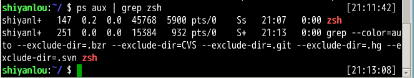 shiyanlou:~/ $ ps aux | grep zsh [21:11:42]
shiyanl+ 147 0.2 0.0 45768 5900 pts/0 Ss 21:07 0:00 zsh
shiyanl+ 251 0.0 0.0 15384 932 pts/0 S+ 21:13 0:00 grep --color=au
to --exclude-dir=.bzr --exclude-dir=CVS --exclude-dir=.git --exclude-dir=.hg --e
xclude-dir=.svn zsh
shiyanlou:~/ $ [21:13:08]